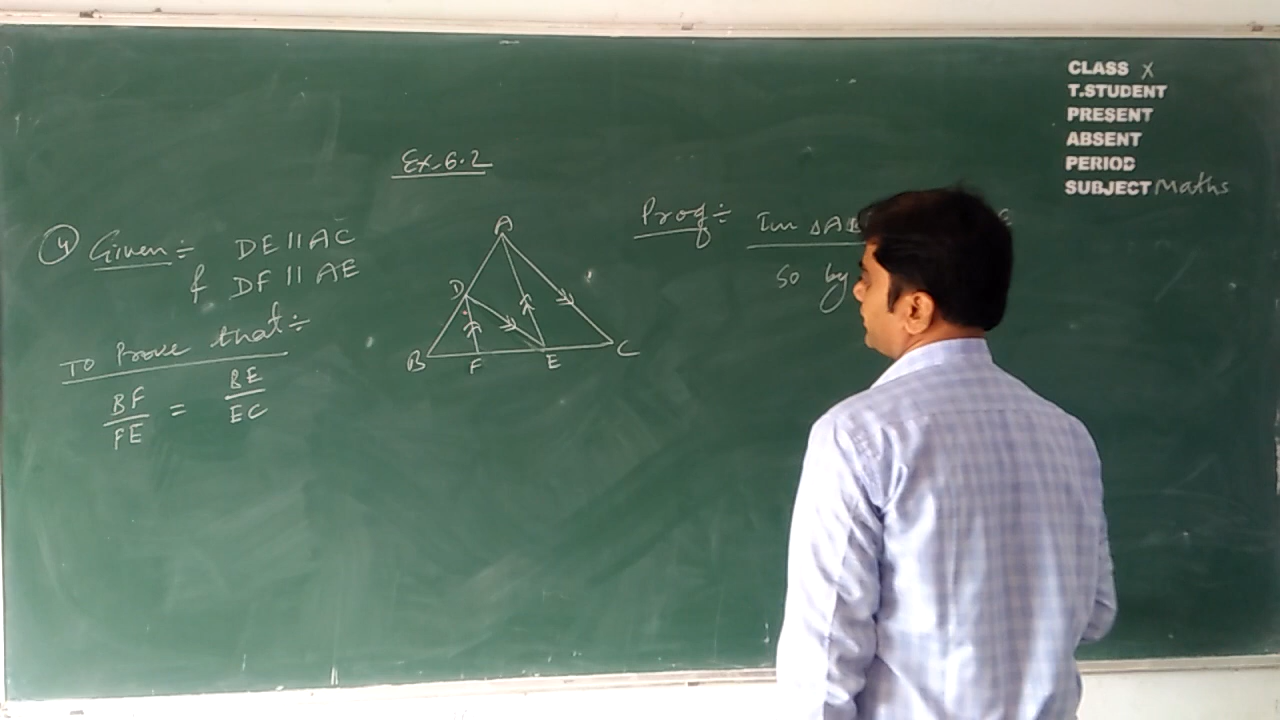 CLASS X
T.STUDENT
PRESENT
ABSENT
PERIOD
SUBJECT Maths
Ex-6.2
④ Given:- DE || AC
& DF || AE
To Prove that:-
BF/FE = BE/EC
A
D
B F E C
Proof:- In △AB
So by